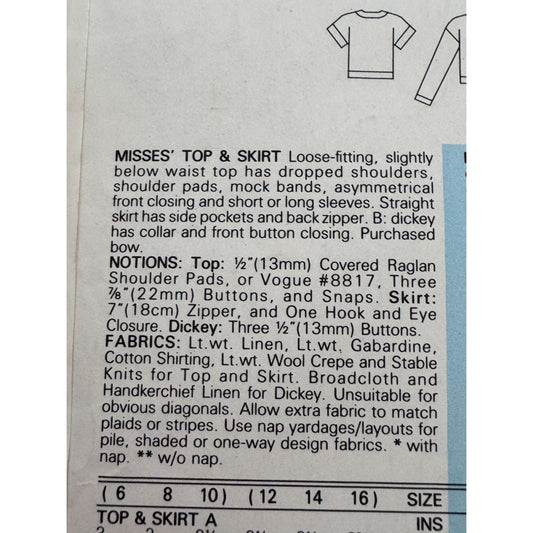 MISSES' TOP & SKIRT Loose-fitting, slightly
below waist top has dropped shoulders,
shoulder pads, mock bands, asymmetrical
front closing and short or long sleeves. Straight
skirt has side pockets and back zipper. B: dickey
has collar and front button closing. Purchased
bow.
NOTIONS: Top: ½"(13mm) Covered Raglan
Shoulder Pads, or Vogue #8817, Three
⅞"(22mm) Buttons, and Snaps. Skirt:
7"(18cm) Zipper, and One Hook and Eye
Closure. Dickey: Three ½"(13mm) Buttons.
FABRICS: Lt.wt. Linen, Lt.wt. Gabardine,
Cotton Shirting, Lt.wt. Wool Crepe and Stable
Knits for Top and Skirt. Broadcloth and
Handkerchief Linen for Dickey. Unsuitable for
obvious diagonals. Allow extra fabric to match
plaids or stripes. Use nap yardages/layouts for
pile, shaded or one-way design fabrics. * with
nap. ** w/o nap.
( 6 8 10) ( 12 14 16) SIZE
TOP & SKIRT A INS